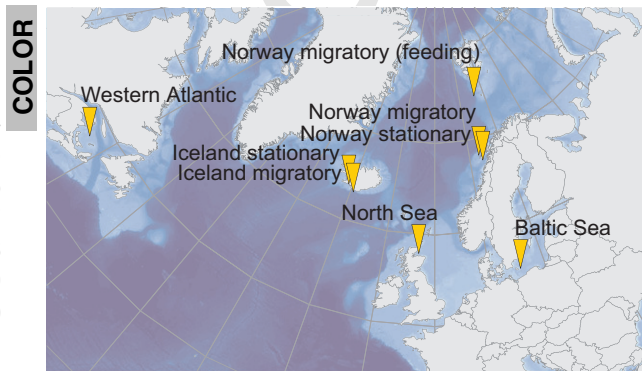 COLOR
Norway migratory (feeding)
Western Atlantic
Norway migratory
Norway stationary
Iceland stationary
Iceland migratory
North Sea
Baltic Sea